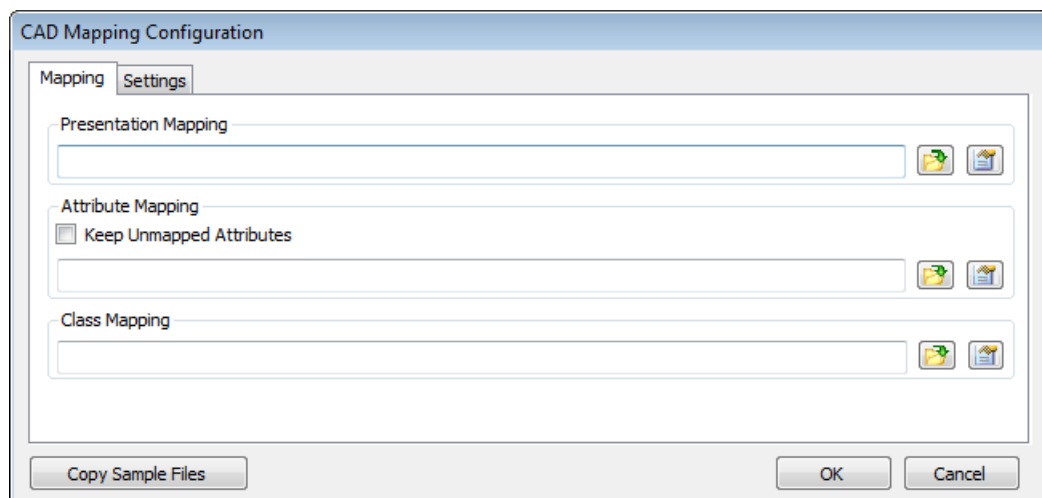 CAD Mapping Configuration
Mapping Settings
Presentation Mapping
Attribute Mapping
Keep Unmapped Attributes
Class Mapping
Copy Sample Files OK Cancel